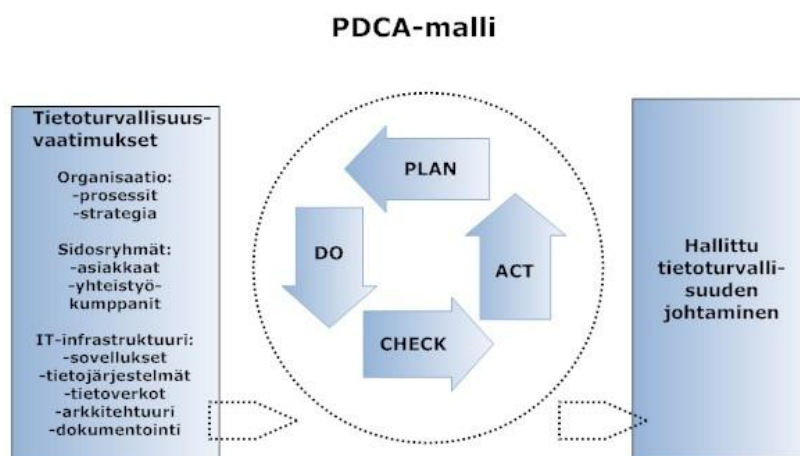 PDCA-malli
Tietoturvallisuus-
vaatimukset
Organisaatio:
-prosessit
-strategia
Sidosryhmät:
-asiakkaat
-yhteistyö-
kumppanit
IT-infrastruktuuri:
-sovellukset
-tietojärjestelmät
-tietoverkot
-arkkitehtuuri
-dokumentointi
PLAN
DO
ACT
CHECK
Hallittu
tietoturvalli-
suuden
johtaminen